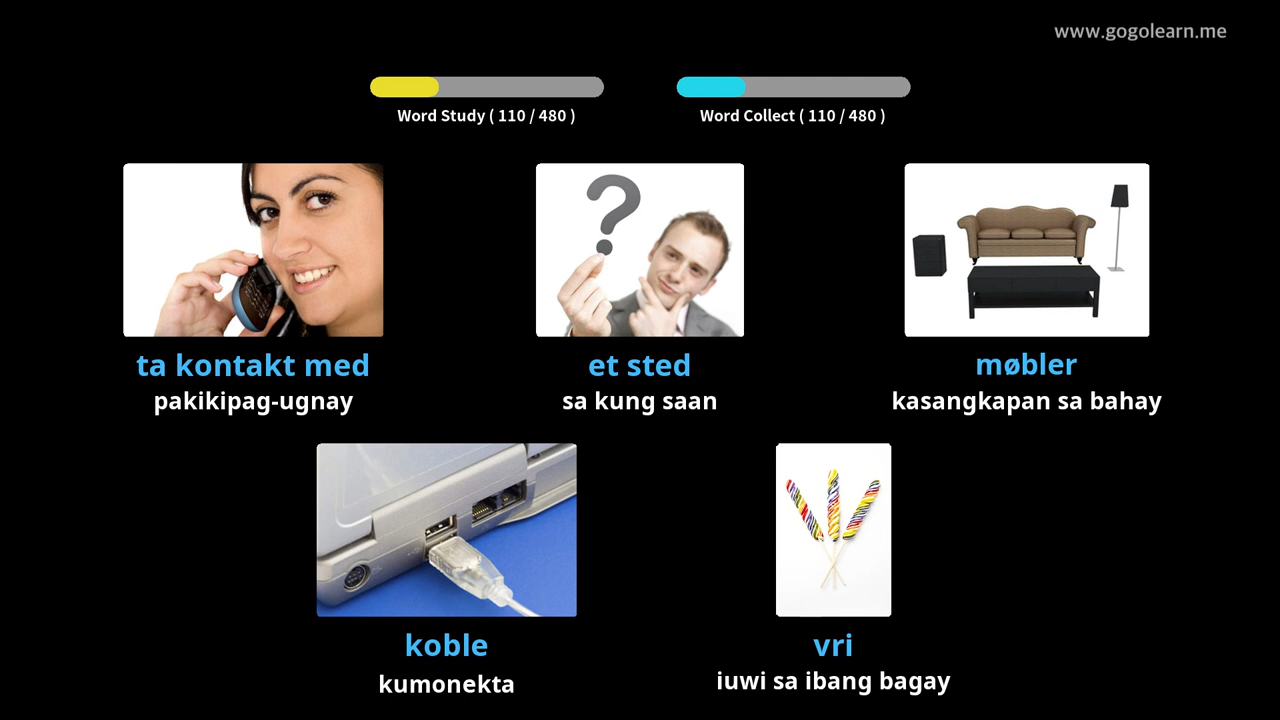 www.gogolearn.me
Word Study ( 110 / 480 )
Word Collect ( 110 / 480 )
ta kontakt med
pakikipag-ugnay
et sted
sa kung saan
møbler
kasangkapan sa bahay
koble
kumonekta
vri
iuwi sa ibang bagay